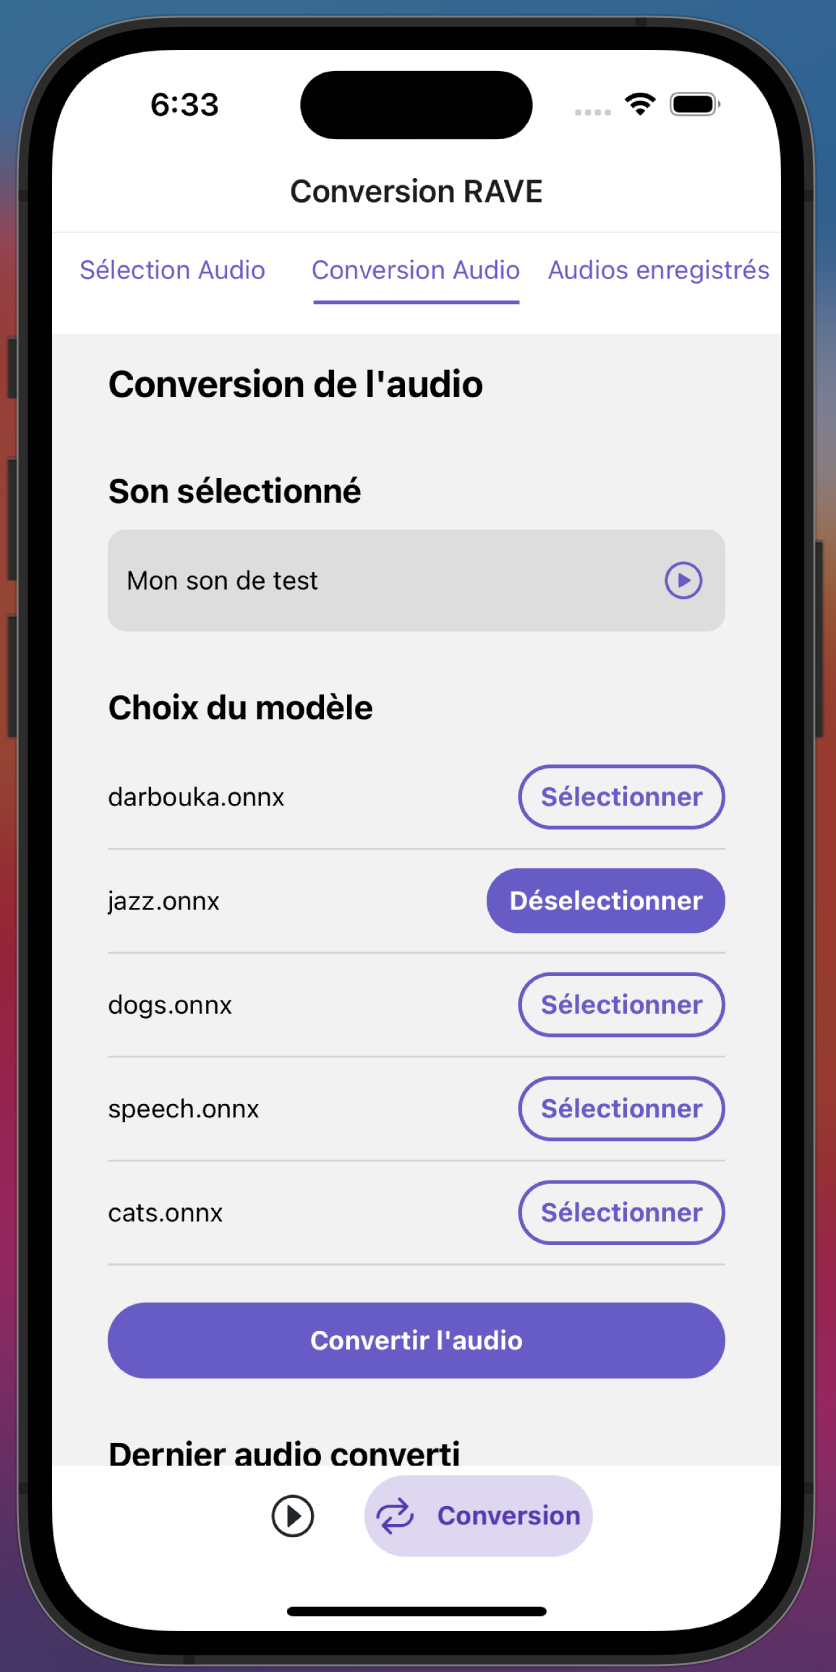 6:33
Conversion RAVE
Sélection Audio Conversion Audio Audios enregistrés
Conversion de l'audio
Son sélectionné
Mon son de test
Choix du modèle
darbouka.onnx Sélectionner
jazz.onnx Déselectionner
dogs.onnx Sélectionner
speech.onnx Sélectionner
cats.onnx Sélectionner
Convertir l'audio
Dernier audio converti
Conversion